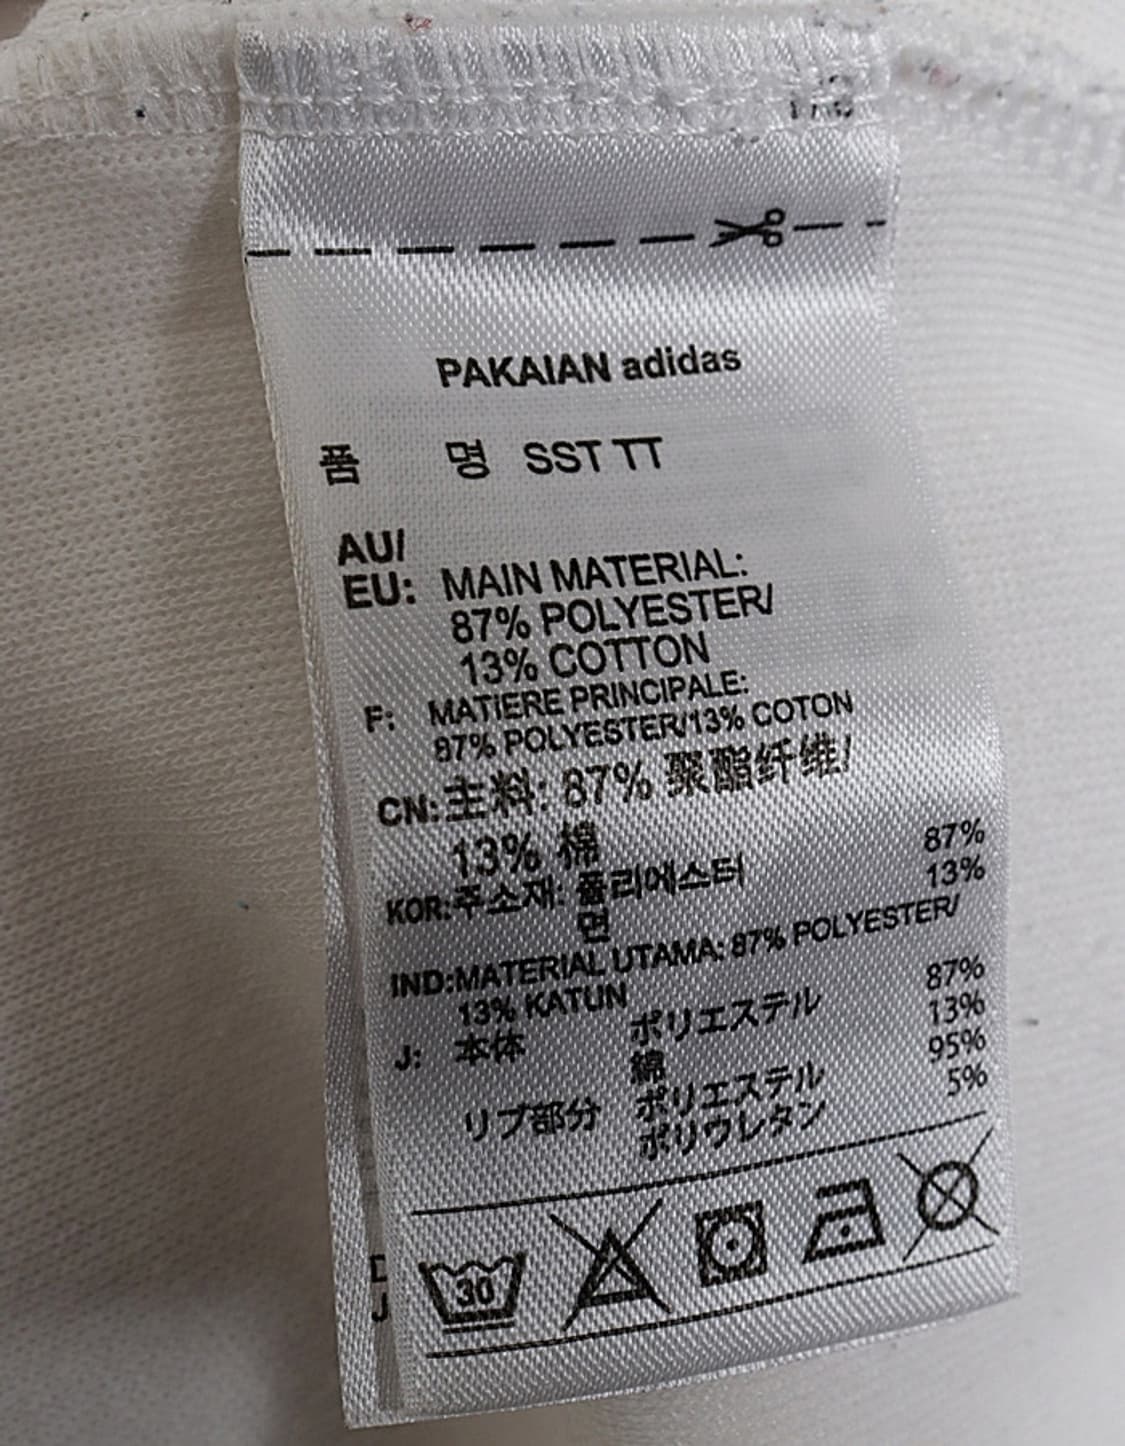 PAKAIAN adidas
품 명 SST TT
AU/
EU: MAIN MATERIAL:
87% POLYESTER/
13% COTTON
F: MATIERE PRINCIPALE:
87% POLYESTER/13% COTON
CN: 主料: 87% 聚酯纤维/
13% 棉
KOR: 주소재: 폴리에스터 87%
면 13%
IND: MATERIAL UTAMA: 87% POLYESTER/
13% KATUN
J: 本体 ポリエステル 87%
綿 13%
リブ部分 ポリエステル 95%
ポリウレタン 5%
30